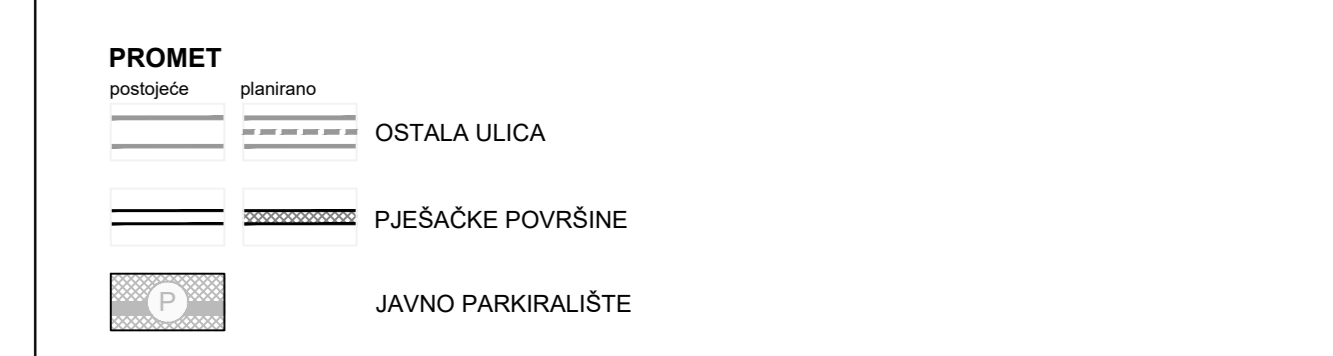 PROMET
postojeće planirano
OSTALA ULICA
PJEŠAČKE POVRŠINE
P JAVNO PARKIRALIŠTE